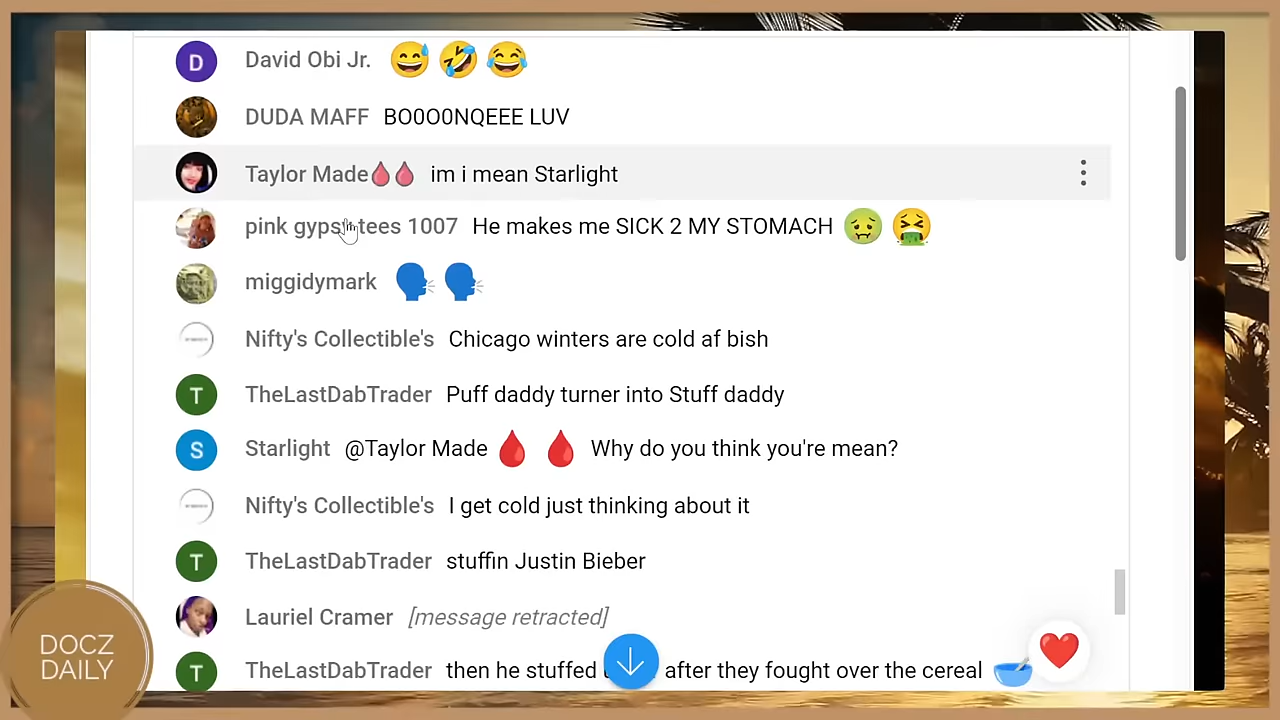 David Obi Jr. 😅 🤣 😂
DUDA MAFF BO0O0NQEEE LUV
Taylor Made🩸🩸 im i mean Starlight
pink gypsy tees 1007 He makes me SICK 2 MY STOMACH 🤢 🤮
miggidymark 🗣 🗣
Nifty's Collectible's Chicago winters are cold af bish
TheLastDabTrader Puff daddy turner into Stuff daddy
Starlight @Taylor Made 🩸 🩸 Why do you think you're mean?
Nifty's Collectible's I get cold just thinking about it
TheLastDabTrader stuffin Justin Bieber
Lauriel Cramer [message retracted]
TheLastDabTrader then he stuffed after they fought over the cereal 🥣
DOCZ
DAILY